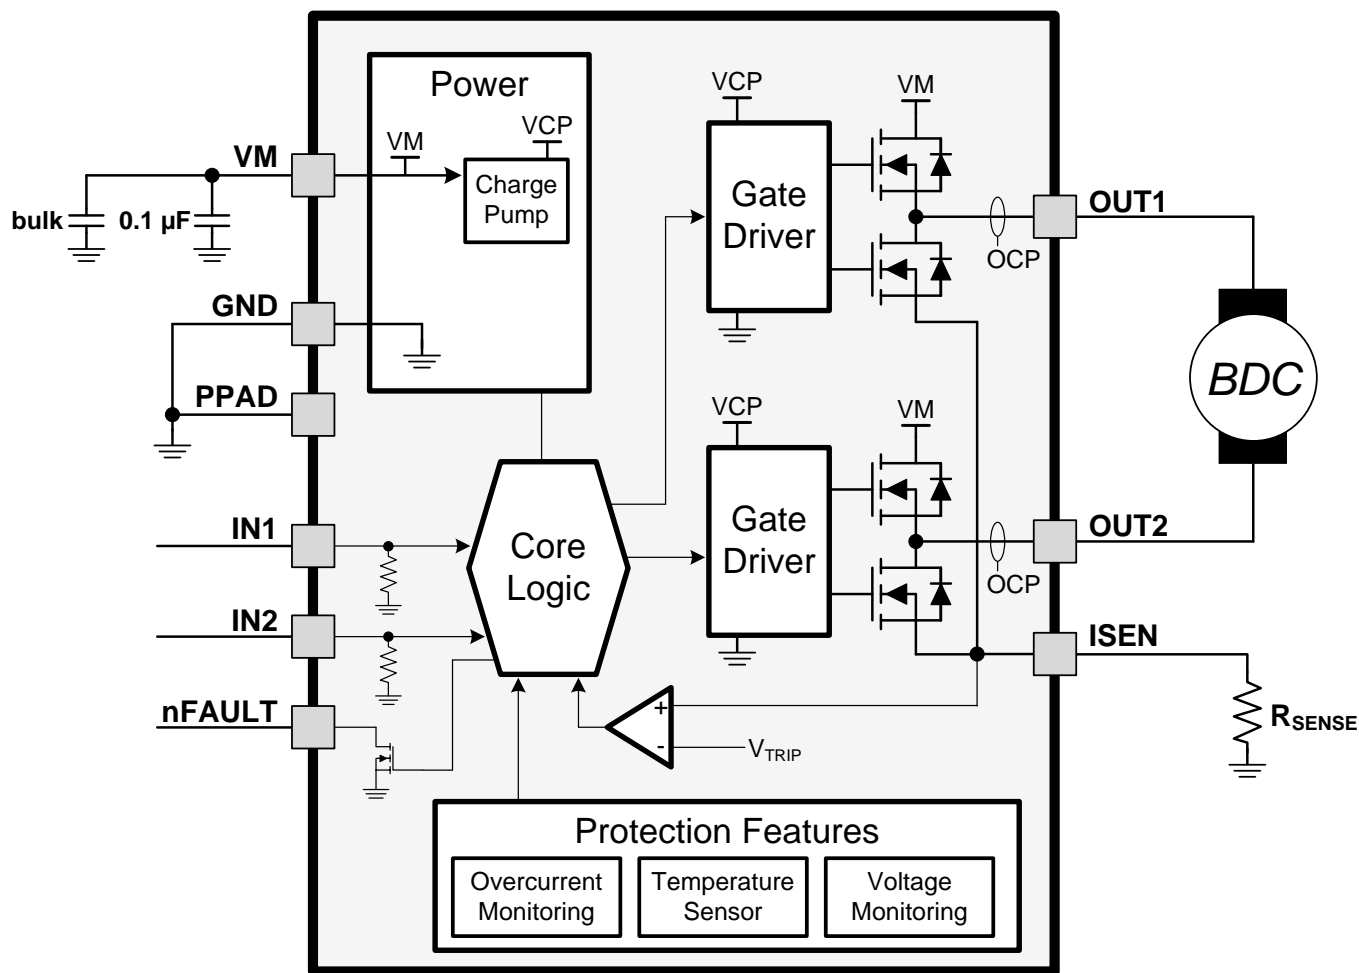 Power
VCP
VM
Charge
Pump
VM
bulk
0.1 µF
GND
PPAD
IN1
IN2
nFAULT
Core
Logic
VCP
VM
Gate
Driver
OCP
OUT1
BDC
VCP
VM
Gate
Driver
OCP
OUT2
ISEN
RSENSE
+
-
VTRIP
Protection Features
Overcurrent
Monitoring
Temperature
Sensor
Voltage
Monitoring